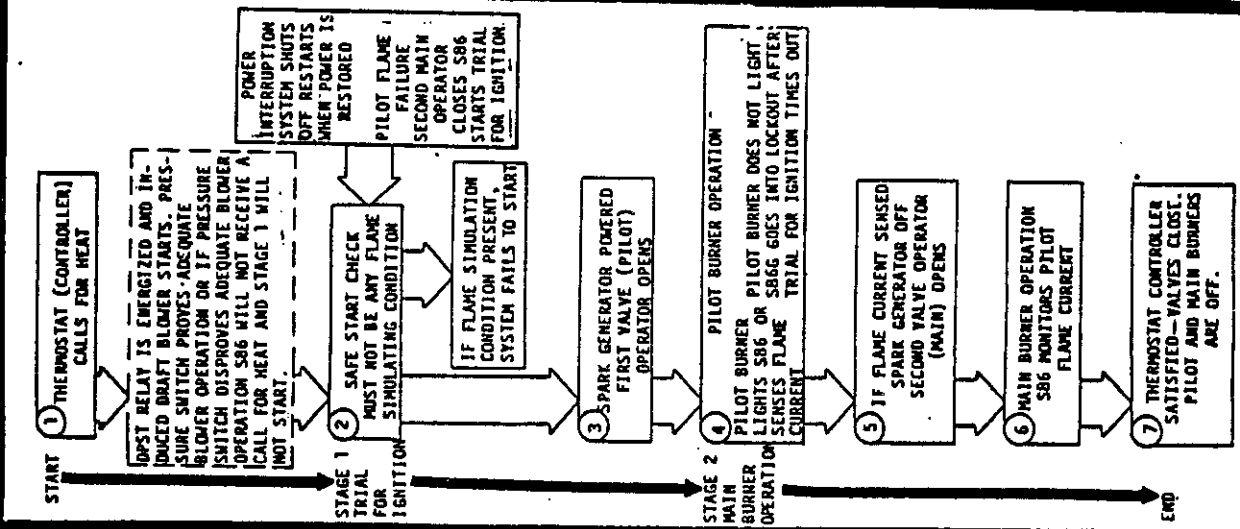 START
1 THERMOSTAT (CONTROLLER)
CALLS FOR HEAT
DPST RELAY IS ENERGIZED AND IN-
DUCED DRAFT BLOWER STARTS. PRES-
SURE SWITCH PROVES ADEQUATE
BLOWER OPERATION OR IF PRESSURE
SWITCH DISPROVES ADEQUATE BLOWER
OPERATION S86 WILL NOT RECEIVE A
CALL FOR HEAT AND STAGE 1 WILL
NOT START.
POWER
INTERRUPTION
SYSTEM SHUTS
OFF RESTARTS
WHEN POWER IS
RESTORED
PILOT FLAME
FAILURE
SECOND MAIN
OPERATOR
CLOSES S86
STARTS TRIAL
FOR IGNITION.
STAGE 1
TRIAL
FOR
IGNITION
2 SAFE START CHECK
MUST NOT BE ANY FLAME
SIMULATING CONDITION
IF FLAME SIMULATION
CONDITION PRESENT,
SYSTEM FAILS TO START
3 SPARK GENERATOR POWERED
FIRST VALVE (PILOT)
OPERATOR OPENS
STAGE 2
MAIN
BURNER
OPERATION
4 PILOT BURNER OPERATION
PILOT BURNER
LIGHTS S86 OR
SENSES FLAME
CURRENT
PILOT BURNER DOES NOT LIGHT
S86G GOES INTO LOCKOUT AFTER
TRIAL FOR IGNITION TIMES OUT
5 IF FLAME CURRENT SENSED
SPARK GENERATOR OFF
SECOND VALVE OPERATOR
(MAIN) OPENS
6 MAIN BURNER OPERATION
S86 MONITORS PILOT
FLAME CURRENT
7 THERMOSTAT CONTROLLER
SATISFIED-VALVES CLOSE.
PILOT AND MAIN BURNERS
ARE OFF.
END